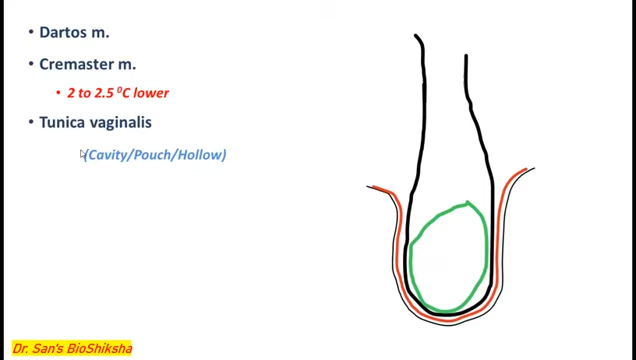 • Dartos m.
• Cremaster m.
• 2 to 2.5 ⁰C lower
• Tunica vaginalis
(Cavity/Pouch/Hollow)
Dr. San's BioShiksha